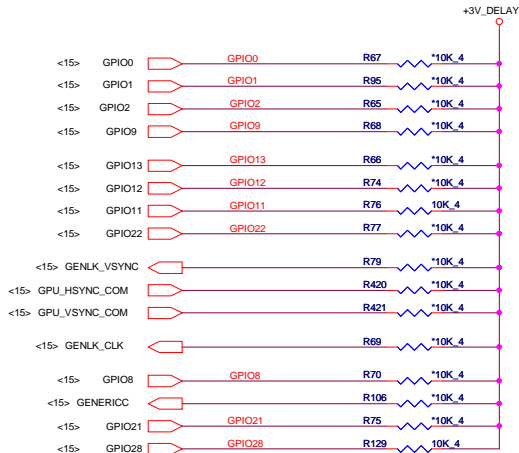 +3V_DELAY
<15> GPIO0 GPIO0 R67 *10K_4
<15> GPIO1 GPIO1 R95 *10K_4
<15> GPIO2 GPIO2 R65 *10K_4
<15> GPIO9 GPIO9 R68 *10K_4
<15> GPIO13 GPIO13 R66 *10K_4
<15> GPIO12 GPIO12 R74 *10K_4
<15> GPIO11 GPIO11 R76 10K_4
<15> GPIO22 GPIO22 R77 *10K_4
<15> GENLK_VSYNC R79 *10K_4
<15> GPU_HSYNC_COM R420 *10K_4
<15> GPU_VSYNC_COM R421 *10K_4
<15> GENLK_CLK R69 *10K_4
<15> GPIO8 GPIO8 R70 *10K_4
<15> GENERICC R106 *10K_4
<15> GPIO21 GPIO21 R75 *10K_4
<15> GPIO28 GPIO28 R129 10K_4